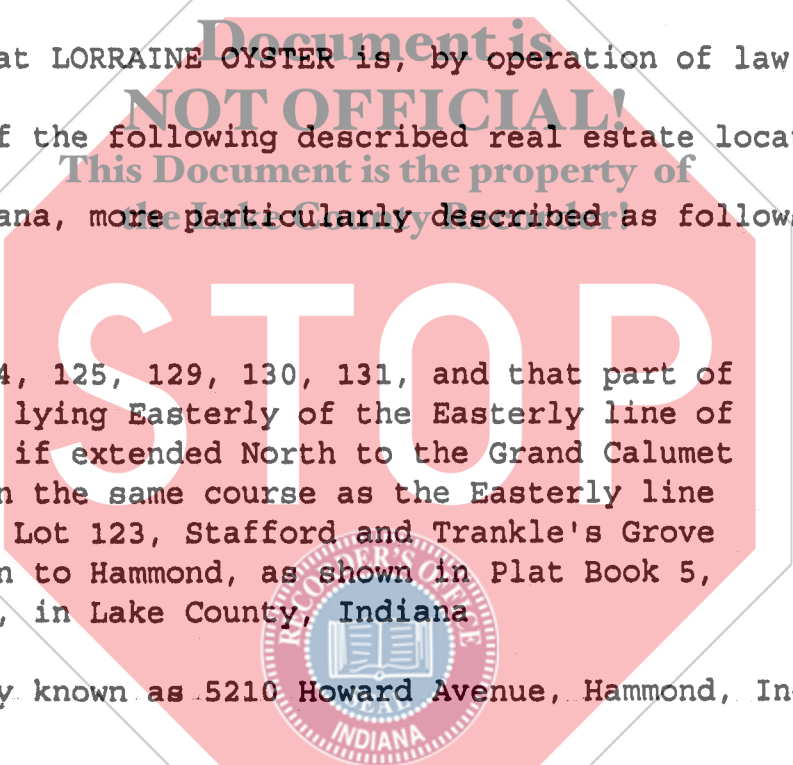 Document is
at LORRAINE OYSTER is, by operation of law
NOT OFFICIAL!
f the following described real estate locat
This Document is the property of
the Lake County Recorder!
ana, more particularly described as follow
STOP
4, 125, 129, 130, 131, and that part of
lying Easterly of the Easterly line of
if extended North to the Grand Calumet
n the same course as the Easterly line
Lot 123, Stafford and Trankle's Grove
n to Hammond, as shown in Plat Book 5,
, in Lake County, Indiana
RECORDER'S OFFICE
SEAL
INDIANA
y known as 5210 Howard Avenue, Hammond, In